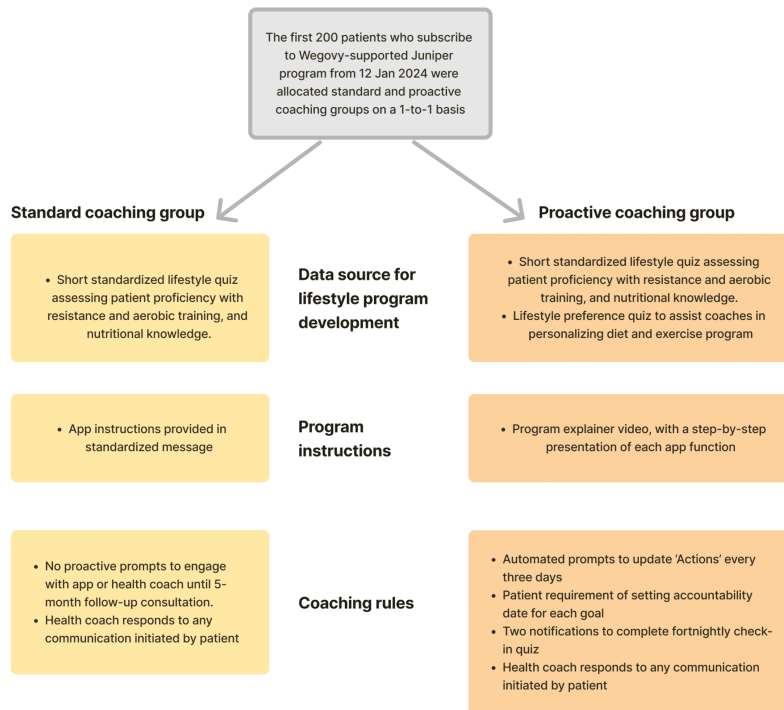 The first 200 patients who subscribe
to Wegovy-supported Juniper
program from 12 Jan 2024 were
allocated standard and proactive
coaching groups on a 1-to-1 basis
Standard coaching group
Proactive coaching group
• Short standardized lifestyle quiz
assessing patient proficiency with
resistance and aerobic training, and
nutritional knowledge.
Data source for
lifestyle program
development
• Short standardized lifestyle quiz assessing
patient proficiency with resistance and aerobic
training, and nutritional knowledge.
• Lifestyle preference quiz to assist coaches in
personalizing diet and exercise program
• App instructions provided in
standardized message
Program
instructions
• Program explainer video, with a step-by-step
presentation of each app function
• No proactive prompts to engage
with app or health coach until 5-
month follow-up consultation.
• Health coach responds to any
communication initiated by patient
Coaching rules
• Automated prompts to update ‘Actions’ every
three days
• Patient requirement of setting accountability
date for each goal
• Two notifications to complete fortnightly check-
in quiz
• Health coach responds to any communication
initiated by patient